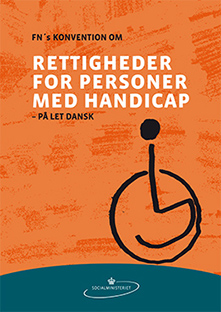 FN´s KONVENTION OM
RETTIGHEDER
FOR PERSONER
MED HANDICAP
– PÅ LET DANSK
SOCIALMINISTERIET